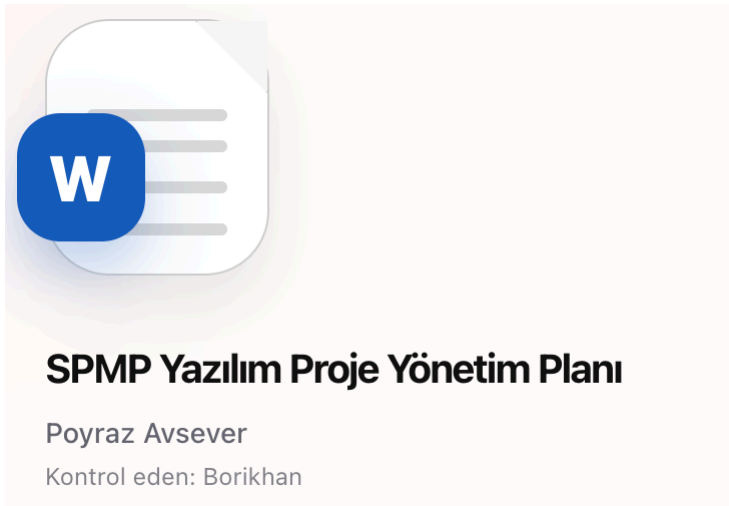 W
SPMP Yazılım Proje Yönetim Planı
Poyraz Avsever
Kontrol eden: Borikhan